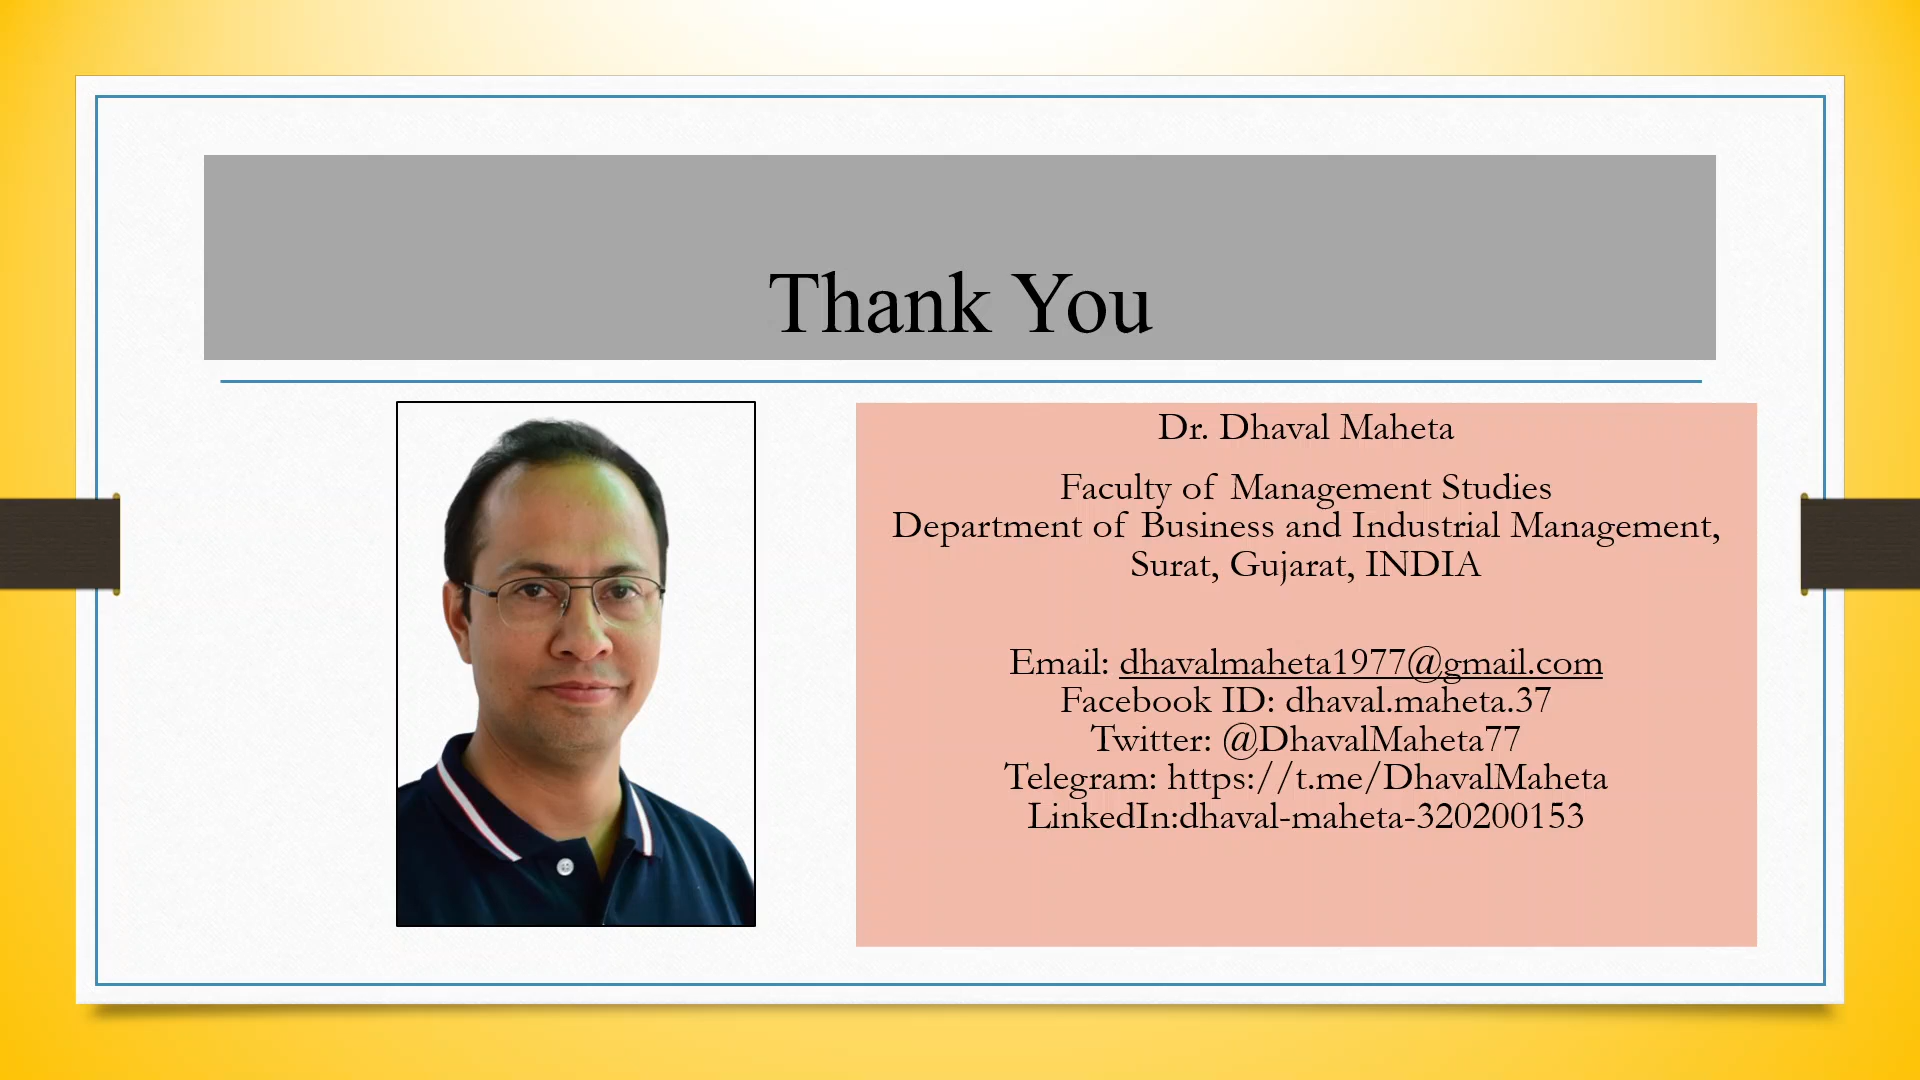 Thank You
Dr. Dhaval Maheta
Faculty of Management Studies
Department of Business and Industrial Management,
Surat, Gujarat, INDIA
Email: dhavalmaheta1977@gmail.com
Facebook ID: dhaval.maheta.37
Twitter: @DhavalMaheta77
Telegram: https://t.me/DhavalMaheta
LinkedIn:dhaval-maheta-320200153